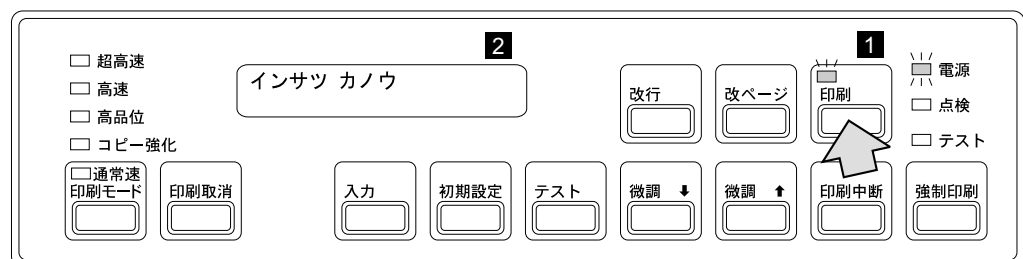 2
1
超高速
高速
高品位
コピー強化
インサツ カノウ
改行
改ページ
印刷
電源
点検
テスト
通常速
印刷モード
印刷取消
入力
初期設定
テスト
微調 ⬇
微調 ⬆
印刷中断
強制印刷